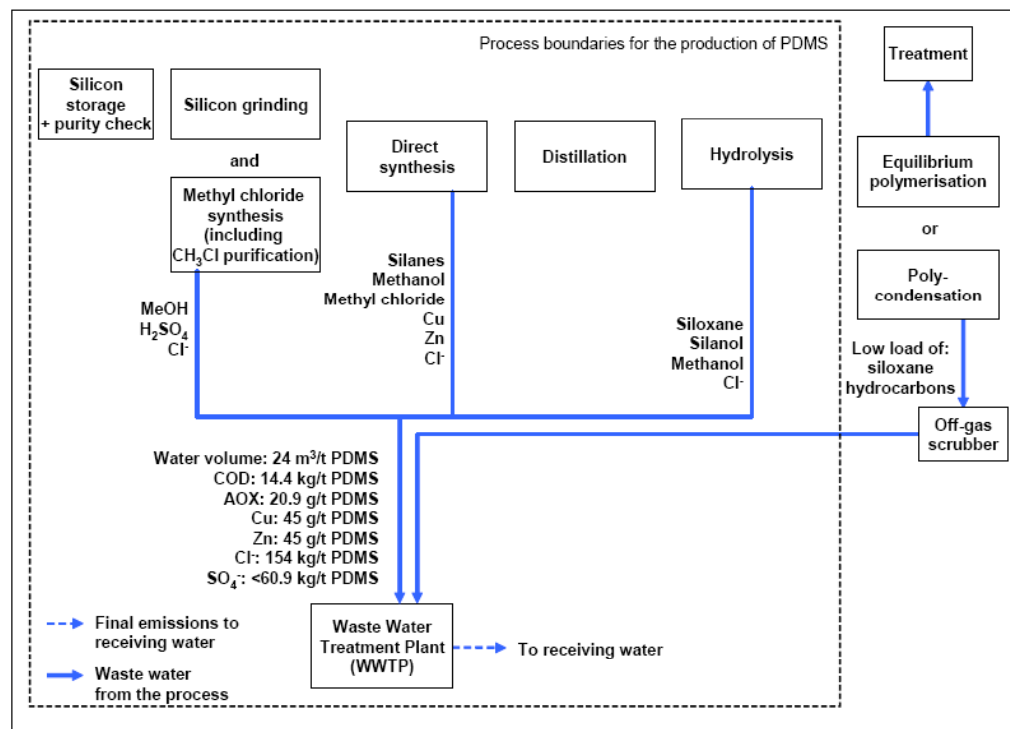 Process boundaries for the production of PDMS
Silicon
storage
+ purity check
Silicon grinding
and
Methyl chloride
synthesis
(including
CH₃Cl purification)
Direct
synthesis
Distillation
Hydrolysis
Treatment
Equilibrium
polymerisation
or
Poly-
condensation
MeOH
H₂SO₄
Cl⁻
Silanes
Methanol
Methyl chloride
Cu
Zn
Cl⁻
Siloxane
Silanol
Methanol
Cl⁻
Low load of:
siloxane
hydrocarbons
Off-gas
scrubber
Water volume: 24 m³/t PDMS
COD: 14.4 kg/t PDMS
AOX: 20.9 g/t PDMS
Cu: 45 g/t PDMS
Zn: 45 g/t PDMS
Cl⁻: 154 kg/t PDMS
SO₄⁻: <60.9 kg/t PDMS
Final emissions to
receiving water
Waste water
from the process
Waste Water
Treatment Plant
(WWTP)
To receiving water